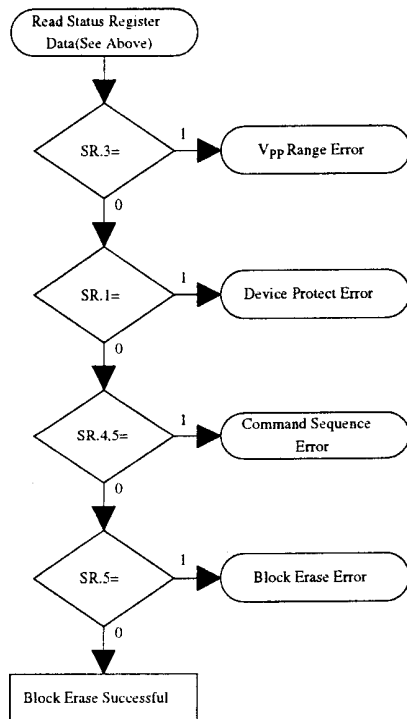 Read Status Register
Data(See Above)
SR.3=
1
VPP Range Error
0
SR.1=
1
Device Protect Error
0
SR.4,5=
1
Command Sequence
Error
0
SR.5=
1
Block Erase Error
0
Block Erase Successful